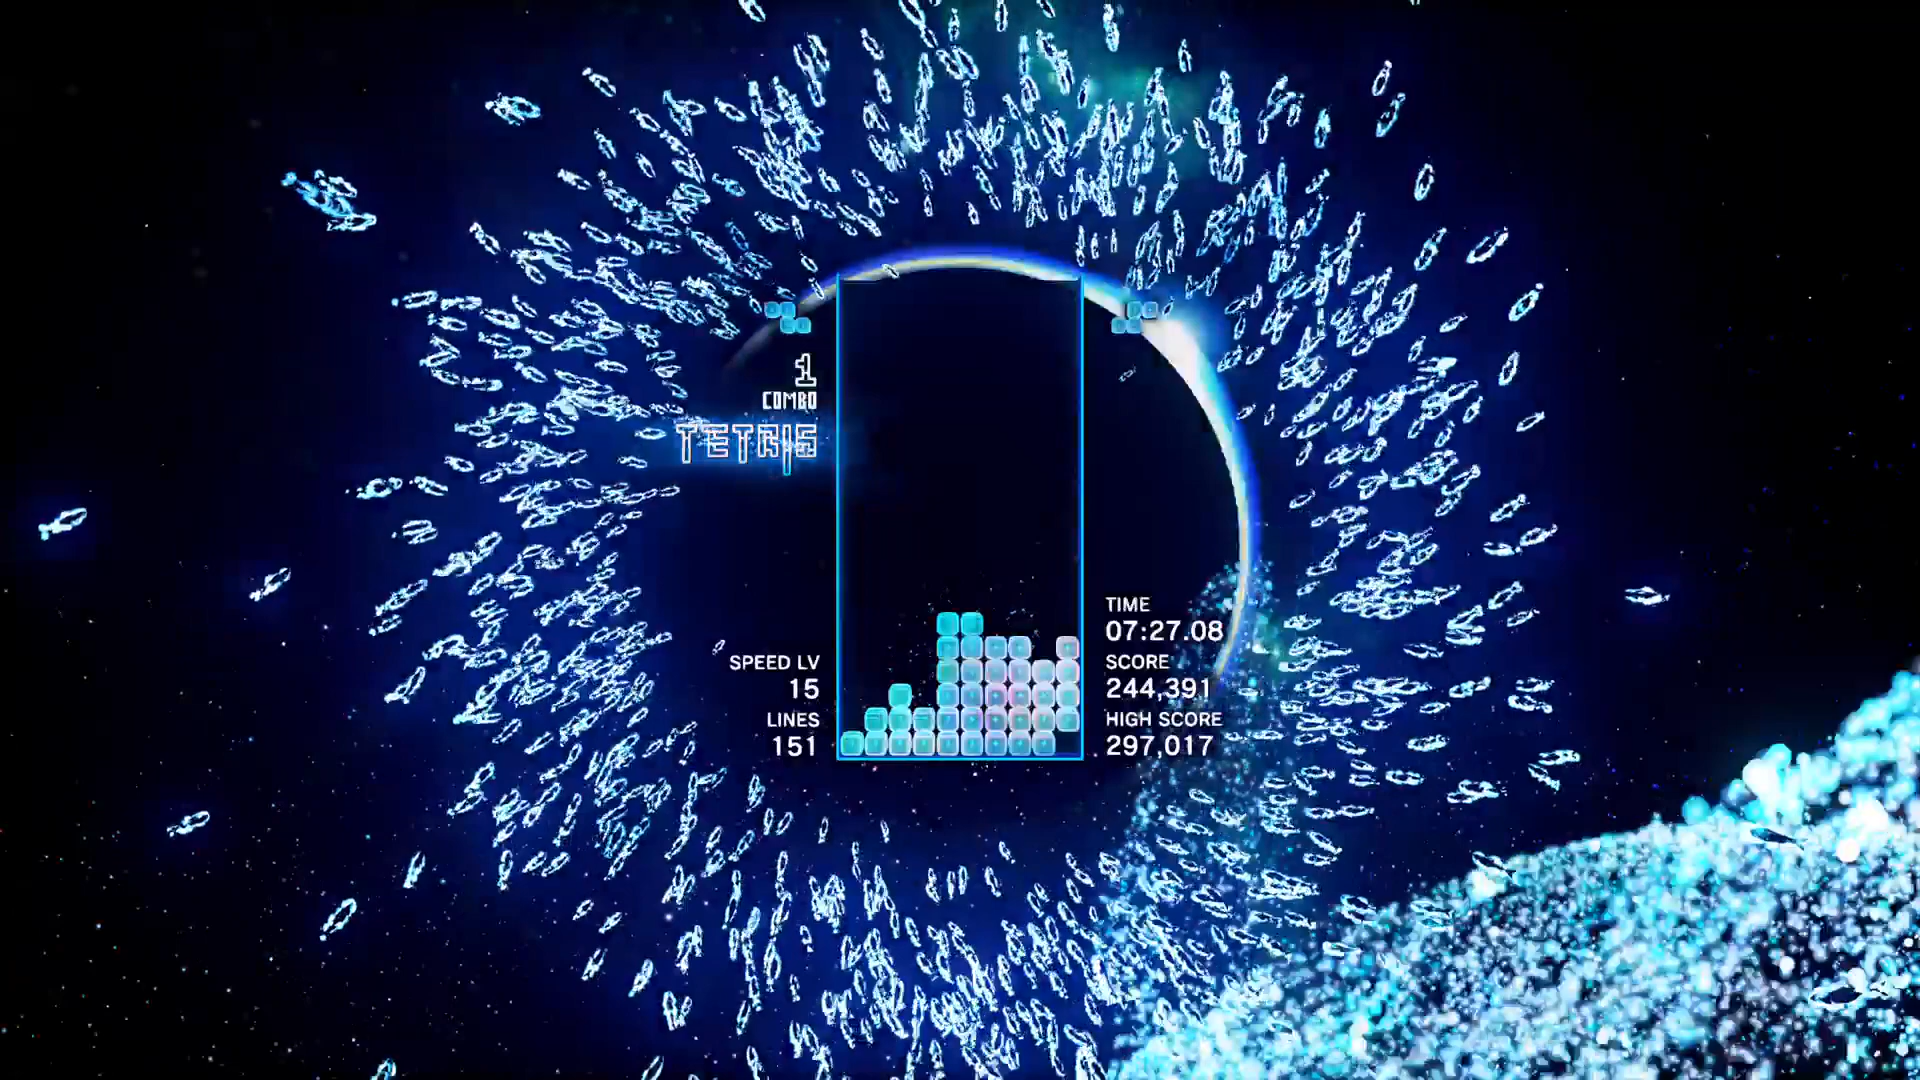 1
COMBO
TETRIS
SPEED LV
15
LINES
151
TIME
07:27.08
SCORE
244,391
HIGH SCORE
297,017